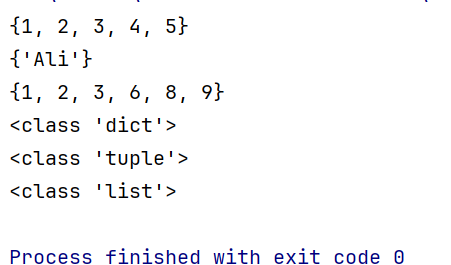 {1, 2, 3, 4, 5}
{'Ali'}
{1, 2, 3, 6, 8, 9}
<class 'dict'>
<class 'tuple'>
<class 'list'>
Process finished with exit code 0